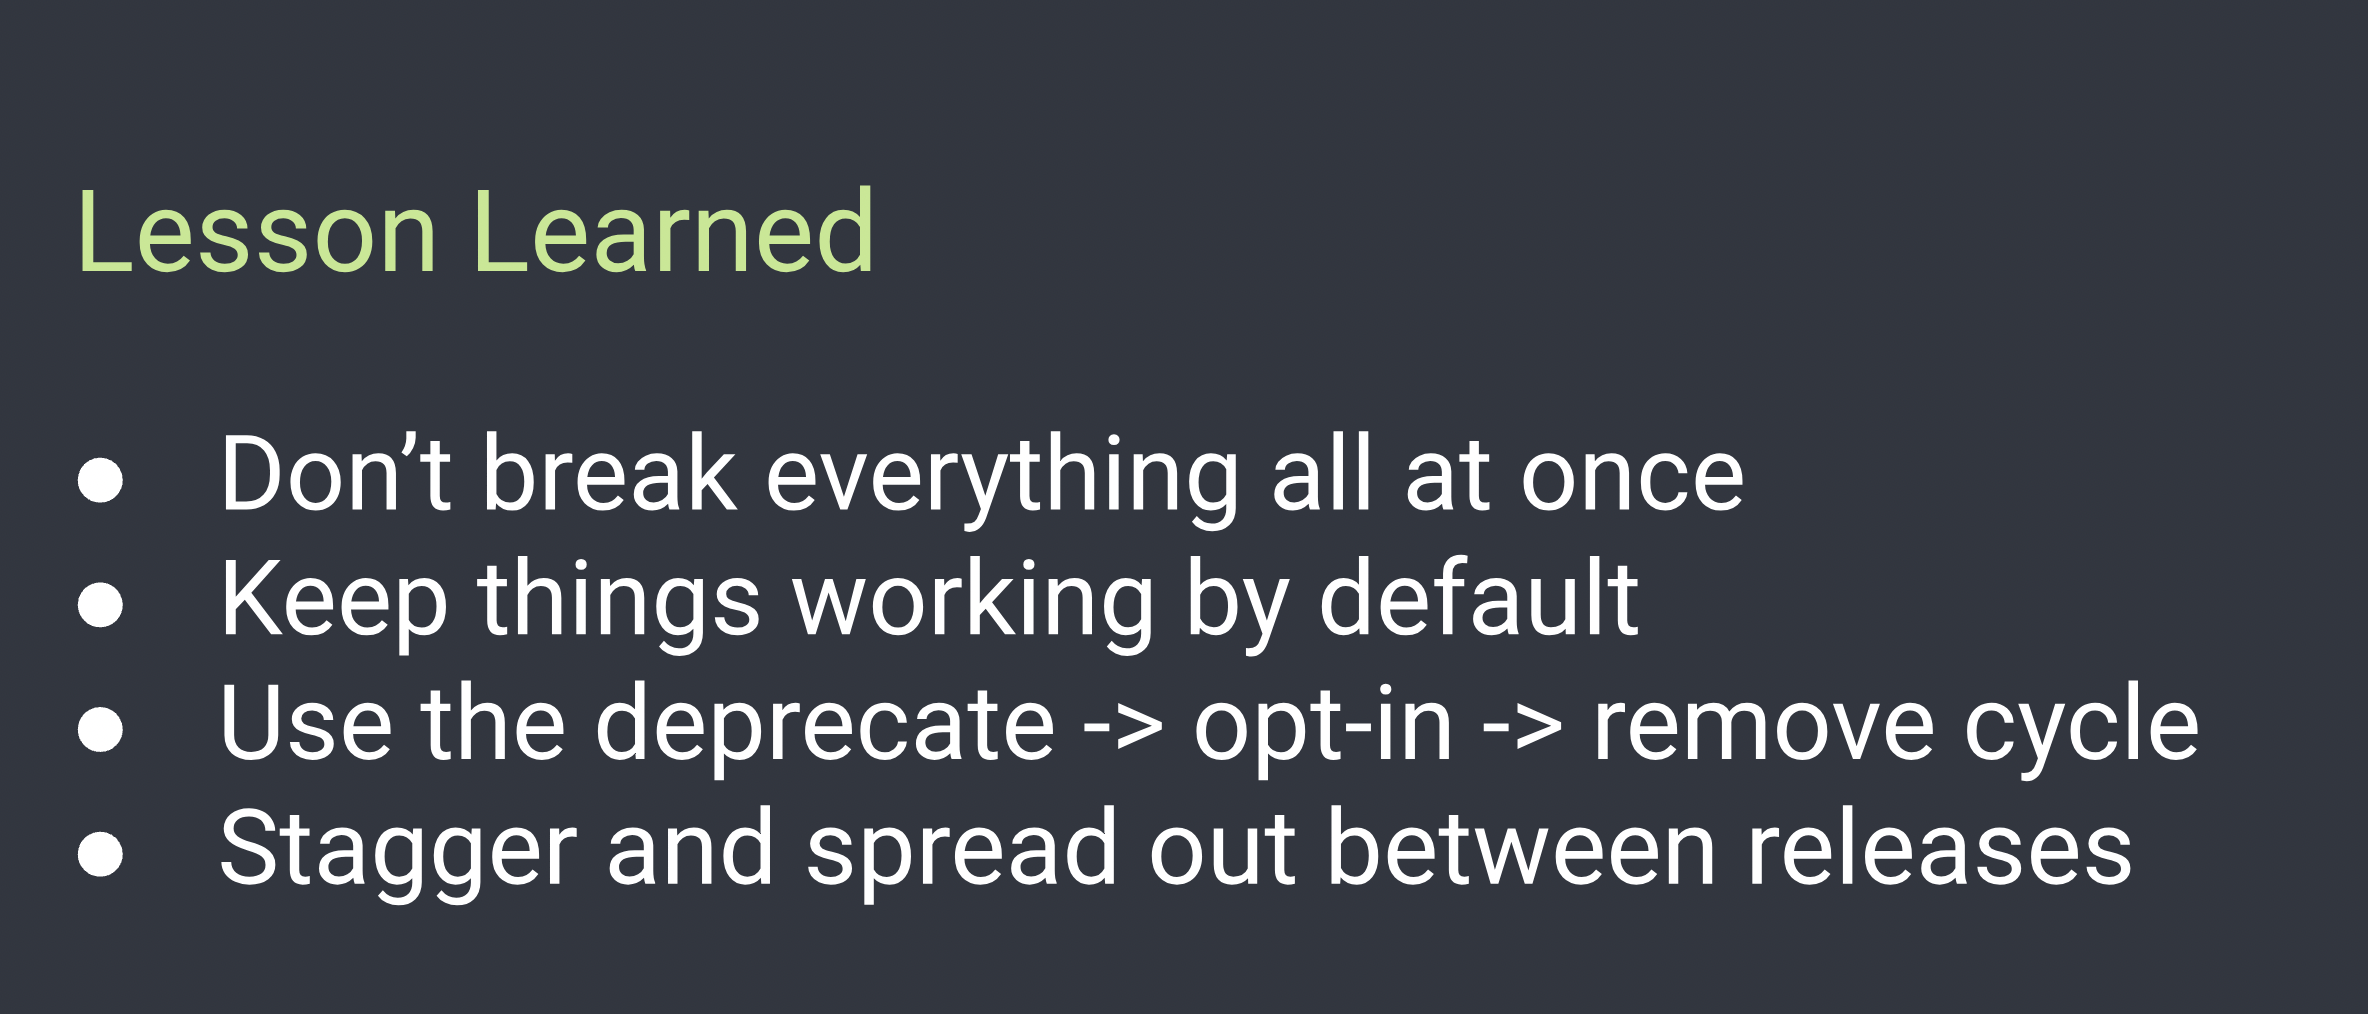 Lesson Learned
● Don’t break everything all at once
● Keep things working by default
● Use the deprecate -> opt-in -> remove cycle
● Stagger and spread out between releases